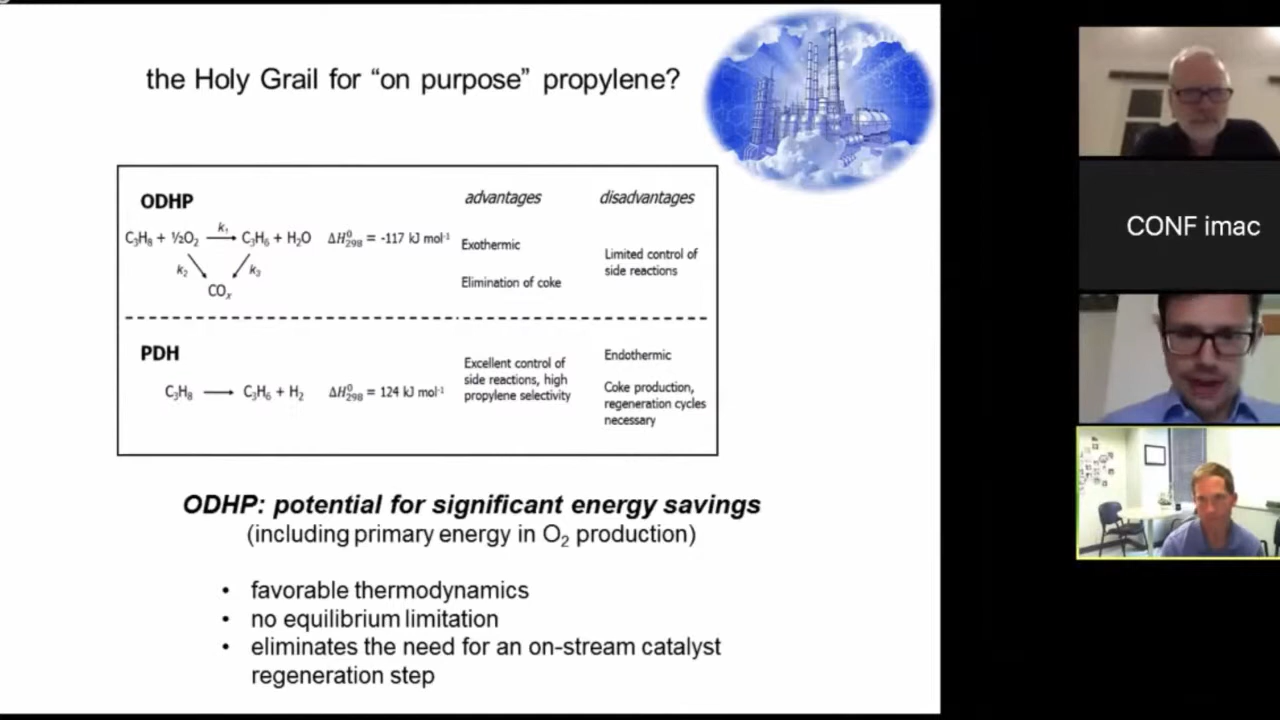 the Holy Grail for “on purpose” propylene?
ODHP
advantages
disadvantages
C₃H₈ + ½O₂ k₁ → C₃H₆ + H₂O ΔH⁰₂₉₈ = -117 kJ mol⁻¹
k₂ k₃
COₓ
Exothermic
Elimination of coke
Limited control of
side reactions
PDH
C₃H₈ → C₃H₆ + H₂ ΔH⁰₂₉₈ = 124 kJ mol⁻¹
Excellent control of
side reactions, high
propylene selectivity
Endothermic
Coke production,
regeneration cycles
necessary
ODHP: potential for significant energy savings
(including primary energy in O₂ production)
• favorable thermodynamics
• no equilibrium limitation
• eliminates the need for an on-stream catalyst
regeneration step
CONF imac